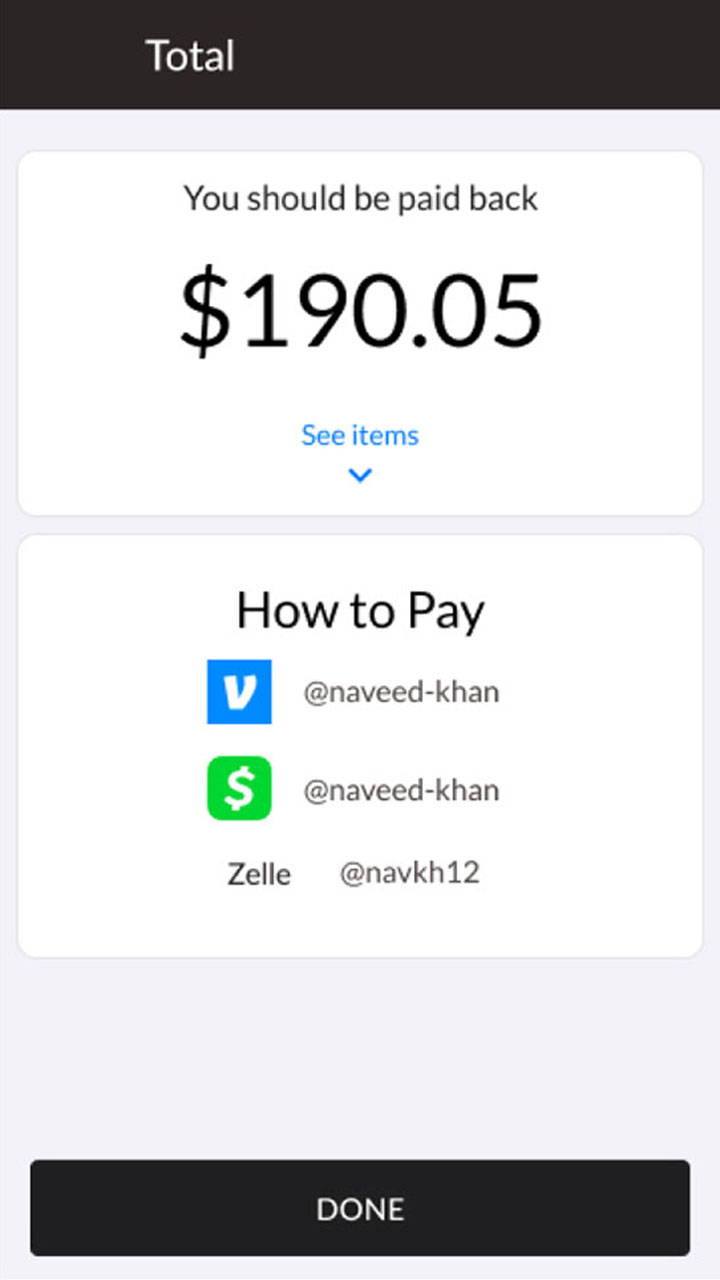 Total
You should be paid back
$190.05
See items
How to Pay
@naveed-khan
@naveed-khan
Zelle @navkh12
DONE